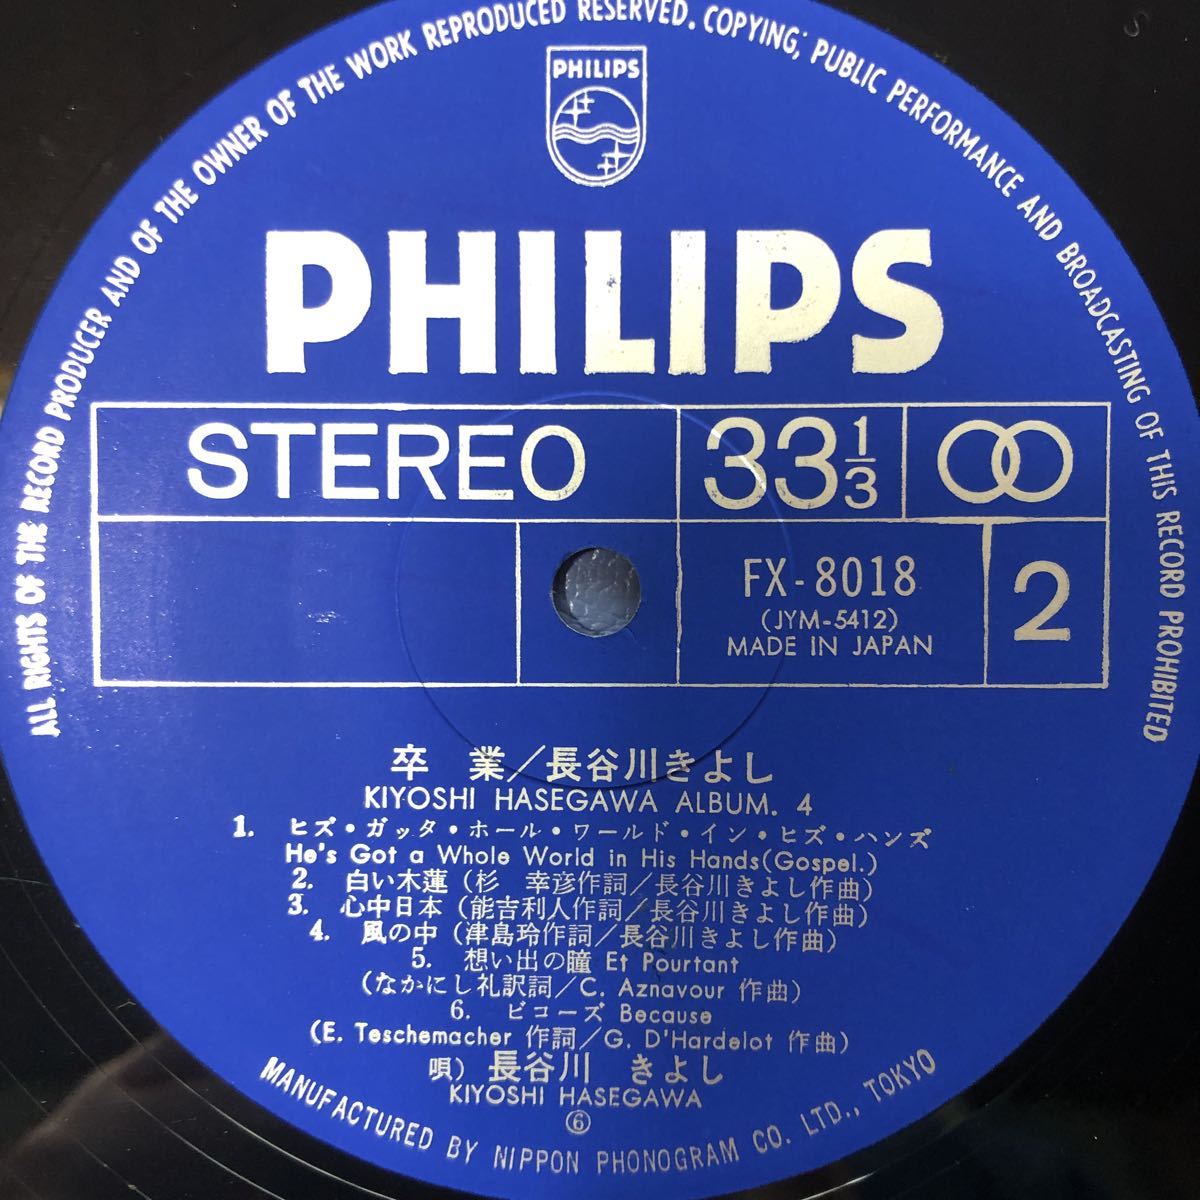 ALL RIGHTS OF THE RECORD PRODUCER AND OF THE OWNER OF THE WORK REPRODUCED RESERVED. COPYING, PUBLIC PERFORMANCE AND BROADCASTING OF THIS RECORD PROHIBITED
PHILIPS
PHILIPS
STEREO 33 1/3
FX-8018
(JYM-5412)
MADE IN JAPAN
2
卒 業/長谷川きよし
KIYOSHI HASEGAWA ALBUM. 4
1. ヒズ・ガッタ・ホール・ワールド・イン・ヒズ・ハンズ
He's Got a Whole World in His Hands(Gospel.)
2. 白い木蓮(杉 幸彦作詞/長谷川きよし作曲)
3. 心中日本(能吉利人作詞/長谷川きよし作曲)
4. 風の中(津島玲作詞/長谷川きよし作曲)
5. 想い出の瞳 Et Pourtant
(なかにし礼訳詞/C. Aznavour 作曲)
6. ビコーズ Because
(E. Teschemacher 作詞/G. D'Hardelot 作曲)
唄) 長谷川 きよし
KIYOSHI HASEGAWA
⑥
MANUFACTURED BY NIPPON PHONOGRAM CO. LTD., TOKYO